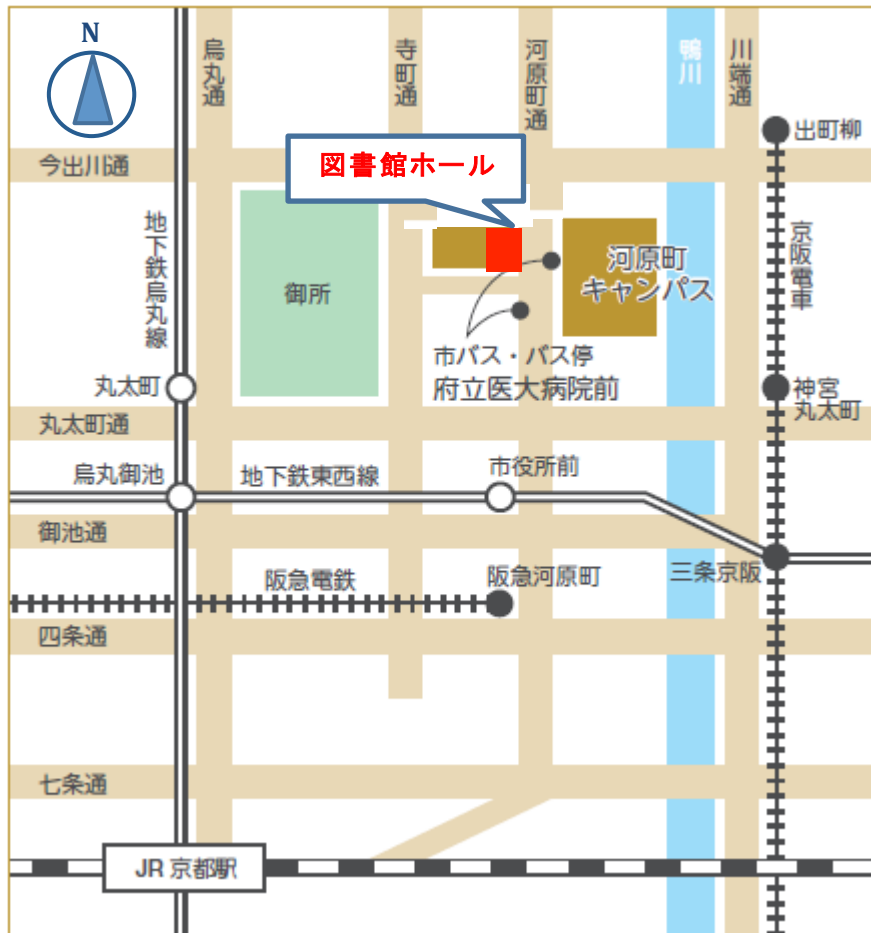 N
烏丸通
寺町通
河原町通
鴨川
川端通
出町柳
今出川通
図書館ホール
地下鉄烏丸線
京阪電車
御所
河原町
キャンパス
市バス・バス停
府立医大病院前
丸太町
神宮
丸太町
丸太町通
烏丸御池
地下鉄東西線
市役所前
御池通
三条京阪
阪急電鉄
阪急河原町
四条通
七条通
JR 京都駅